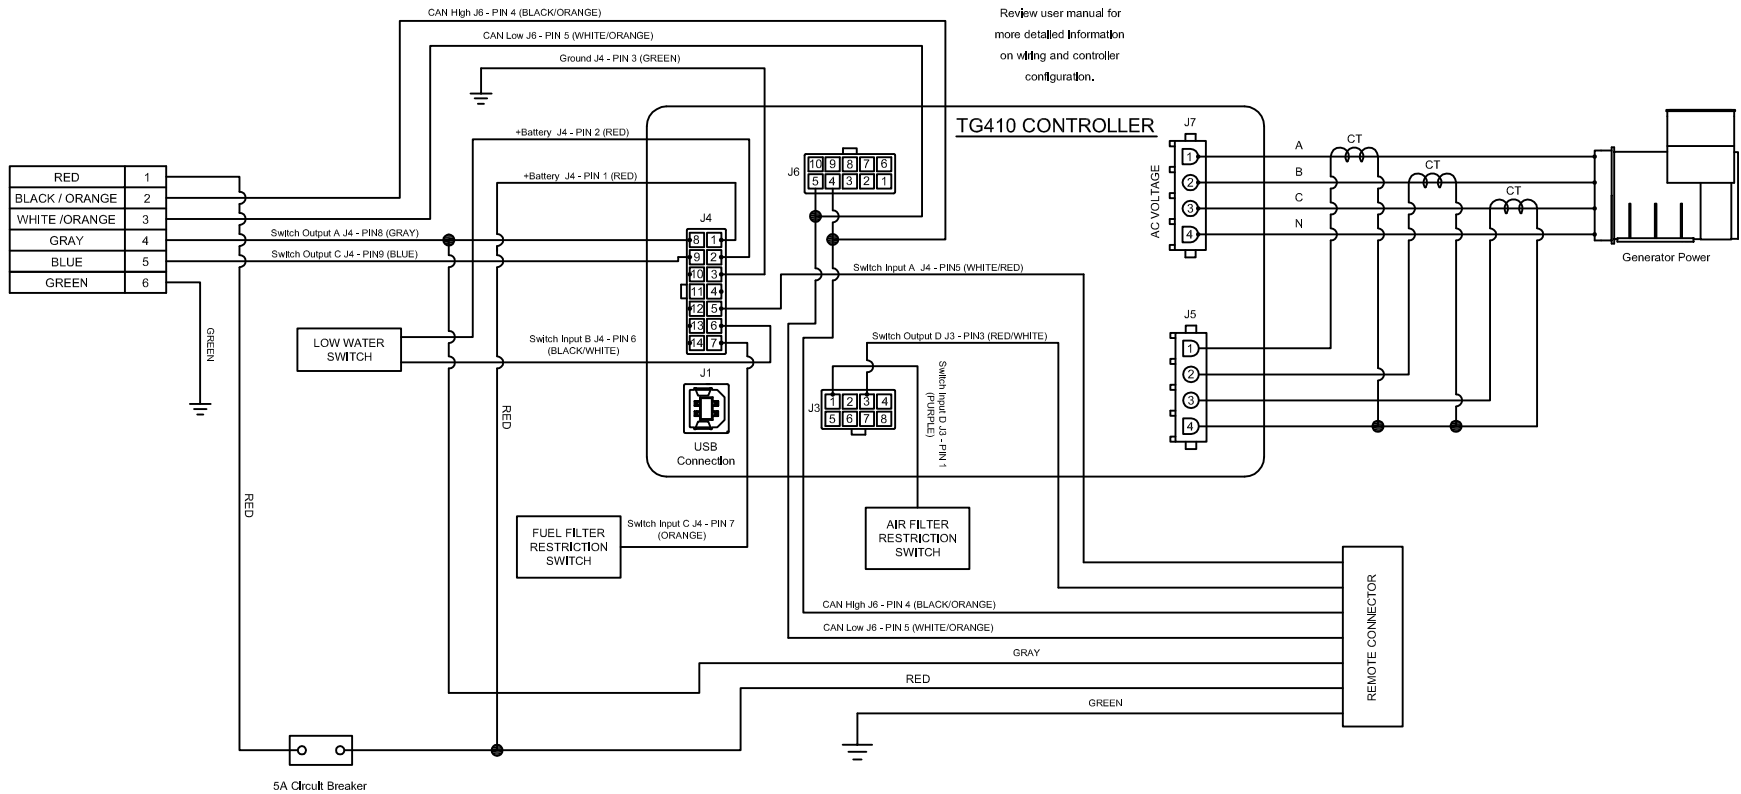 CAN High J6 - PIN 4 (BLACK/ORANGE)
CAN Low J6 - PIN 5 (WHITE/ORANGE)
Ground J4 - PIN 3 (GREEN)
Review user manual for
more detailed information
on wiring and controller
configuration.
TG410 CONTROLLER
+Battery J4 - PIN 2 (RED)
+Battery J4 - PIN 1 (RED)
RED 1
BLACK / ORANGE 2
WHITE /ORANGE 3
GRAY 4
BLUE 5
GREEN 6
Switch Output A J4 - PIN8 (GRAY)
Switch Output C J4 - PIN9 (BLUE)
J6
10 9 8 7 6
5 4 3 2 1
J4
8 1
9 2
10 3
11 4
12 5
13 6
14 7
J7
AC VOLTAGE
1
2
3
4
A
B
C
N
CT
CT
CT
Generator Power
Switch Input A J4 - PIN5 (WHITE/RED)
GREEN
LOW WATER
SWITCH
Switch Input B J4 - PIN 6
(BLACK/WHITE)
Switch Output D J3 - PIN3 (RED/WHITE)
J5
1
2
3
4
J1
USB
Connection
J3
1 2 3 4
5 6 7 8
Switch Input D J3 - PIN 1
(PURPLE)
RED
RED
FUEL FILTER
RESTRICTION
SWITCH
Switch Input C J4 - PIN 7
(ORANGE)
AIR FILTER
RESTRICTION
SWITCH
CAN High J6 - PIN 4 (BLACK/ORANGE)
CAN Low J6 - PIN 5 (WHITE/ORANGE)
GRAY
RED
GREEN
REMOTE CONNECTOR
5A Circuit Breaker